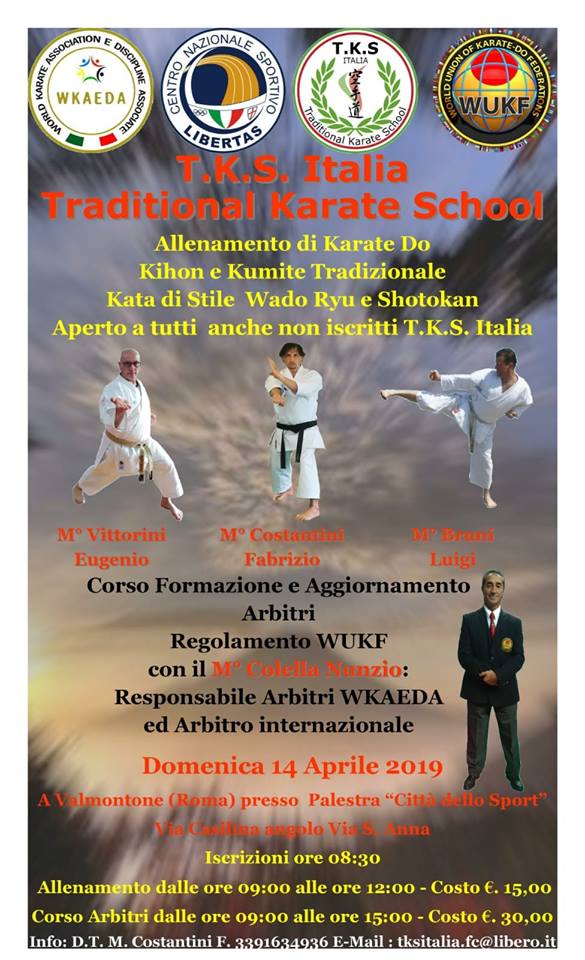 WORLD KARATE ASSOCIATION E DISCIPLINE ASSOCIATE
WKAEDA
CENTRO NAZIONALE SPORTIVO
LIBERTAS
T.K.S
ITALIA
空手道
Traditional Karate School
WORLD UNION OF KARATE-DO FEDERATIONS
WUKF
T.K.S. Italia
Traditional Karate School
Allenamento di Karate Do
Kihon e Kumite Tradizionale
Kata di Stile Wado Ryu e Shotokan
Aperto a tutti anche non iscritti T.K.S. Italia
M° Vittorini
Eugenio
M° Costantini
Fabrizio
M° Bruni
Luigi
Corso Formazione e Aggiornamento
Arbitri
Regolamento WUKF
con il M° Colella Nunzio:
Responsabile Arbitri WKAEDA
ed Arbitro internazionale
Domenica 14 Aprile 2019
A Valmontone (Roma) presso Palestra “Città dello Sport”
Via Casilina angolo Via S. Anna
Iscrizioni ore 08:30
Allenamento dalle ore 09:00 alle ore 12:00 - Costo €. 15,00
Corso Arbitri dalle ore 09:00 alle ore 15:00 - Costo €. 30,00
Info: D.T. M. Costantini F. 3391634936 E-Mail : tksitalia.fc@libero.it